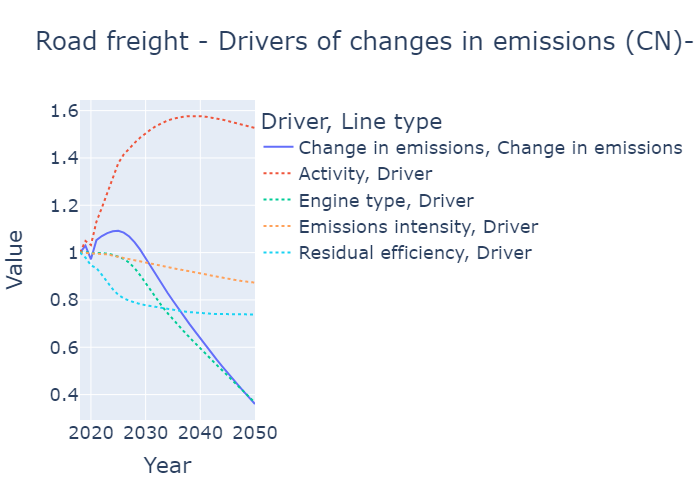 Road freight - Drivers of changes in emissions (CN)-
Value
1.6
1.4
1.2
1
0.8
0.6
0.4
2020 2030 2040 2050
Year
Driver, Line type
Change in emissions, Change in emissions
Activity, Driver
Engine type, Driver
Emissions intensity, Driver
Residual efficiency, Driver